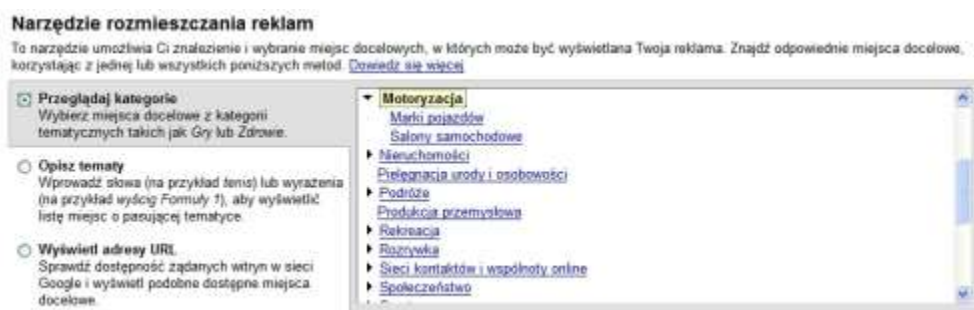 Narzędzie rozmieszczania reklam
To narzędzie umożliwia Ci znalezienie i wybranie miejsc docelowych, w których może być wyświetlana Twoja reklama. Znajdź odpowiednie miejsca docelowe,
korzystając z jednej lub wszystkich poniższych metod. Dowiedz się więcej
Przeglądaj kategorie
Wybierz miejsca docelowe z kategorii
tematycznych takich jak Gry lub Zdrowie.
Opisz tematy
Wprowadź słowa (na przykład tenis) lub wyrażenia
(na przykład wyścig Formuły 1), aby wyświetlić
listę miejsc o pasującej tematyce.
Wyświetl adresy URL
Sprawdź dostępność żądanych witryn w sieci
Google i wyświetl podobne dostępne miejsca
docelowe.
Motoryzacja
Marki pojazdów
Salony samochodowe
Nieruchomości
Pielęgnacja urody i osobowości
Podróże
Produkcja przemysłowa
Rekreacja
Rozrywka
Sieci kontaktów i wspólnoty online
Społeczeństwo